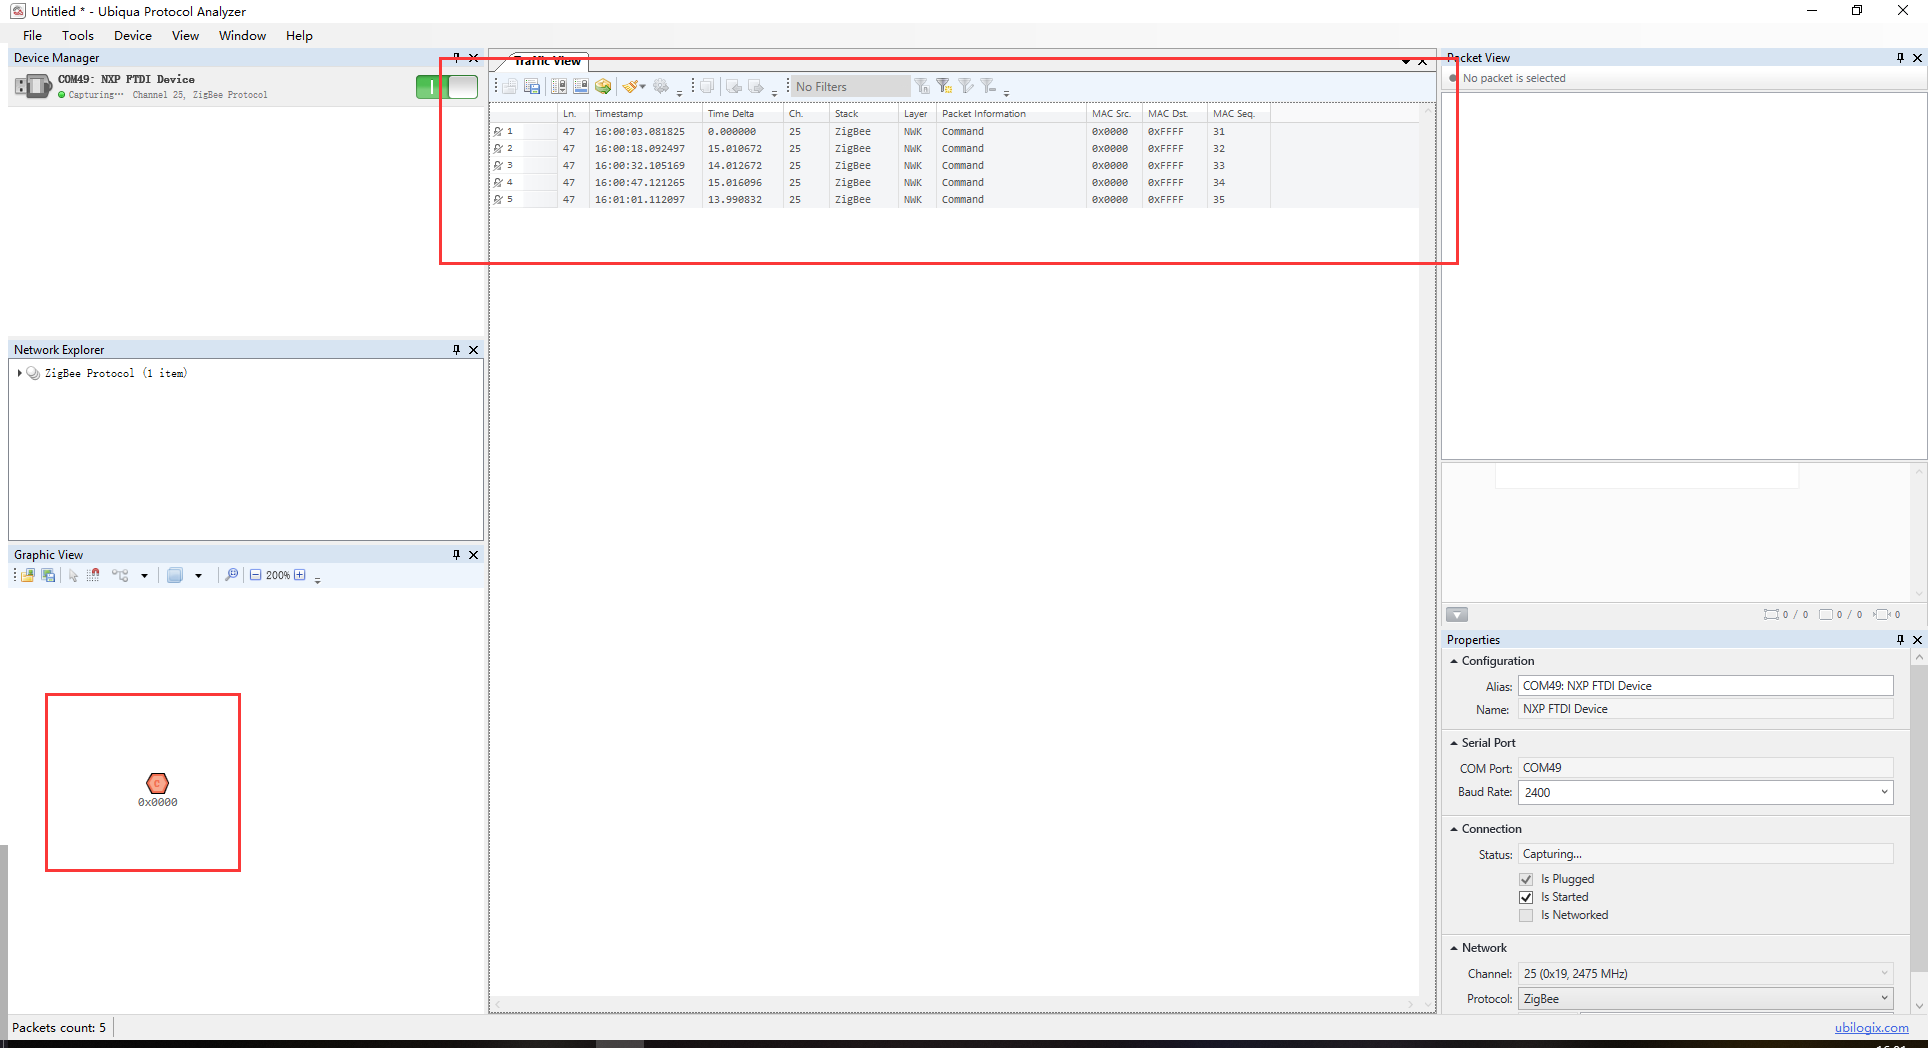 Untitled * - Ubiqua Protocol Analyzer
File Tools Device View Window Help
Device Manager
COM49: NXP FTDI Device
Capturing··· Channel 25, ZigBee Protocol
Network Explorer
ZigBee Protocol (1 item)
Graphic View
200%
C
0x0000
Traffic View
No Filters
Ln. Timestamp Time Delta Ch. Stack Layer Packet Information MAC Src. MAC Dst. MAC Seq.
1 47 16:00:03.081825 0.000000 25 ZigBee NWK Command 0x0000 0xFFFF 31
2 47 16:00:18.092497 15.010672 25 ZigBee NWK Command 0x0000 0xFFFF 32
3 47 16:00:32.105169 14.012672 25 ZigBee NWK Command 0x0000 0xFFFF 33
4 47 16:00:47.121265 15.016096 25 ZigBee NWK Command 0x0000 0xFFFF 34
5 47 16:01:01.112097 13.990832 25 ZigBee NWK Command 0x0000 0xFFFF 35
Packet View
No packet is selected
0 / 0 0 / 0 0
Properties
Configuration
Alias: COM49: NXP FTDI Device
Name: NXP FTDI Device
Serial Port
COM Port: COM49
Baud Rate: 2400
Connection
Status: Capturing...
Is Plugged
Is Started
Is Networked
Network
Channel: 25 (0x19, 2475 MHz)
Protocol: ZigBee
Packets count: 5
ubilogix.com